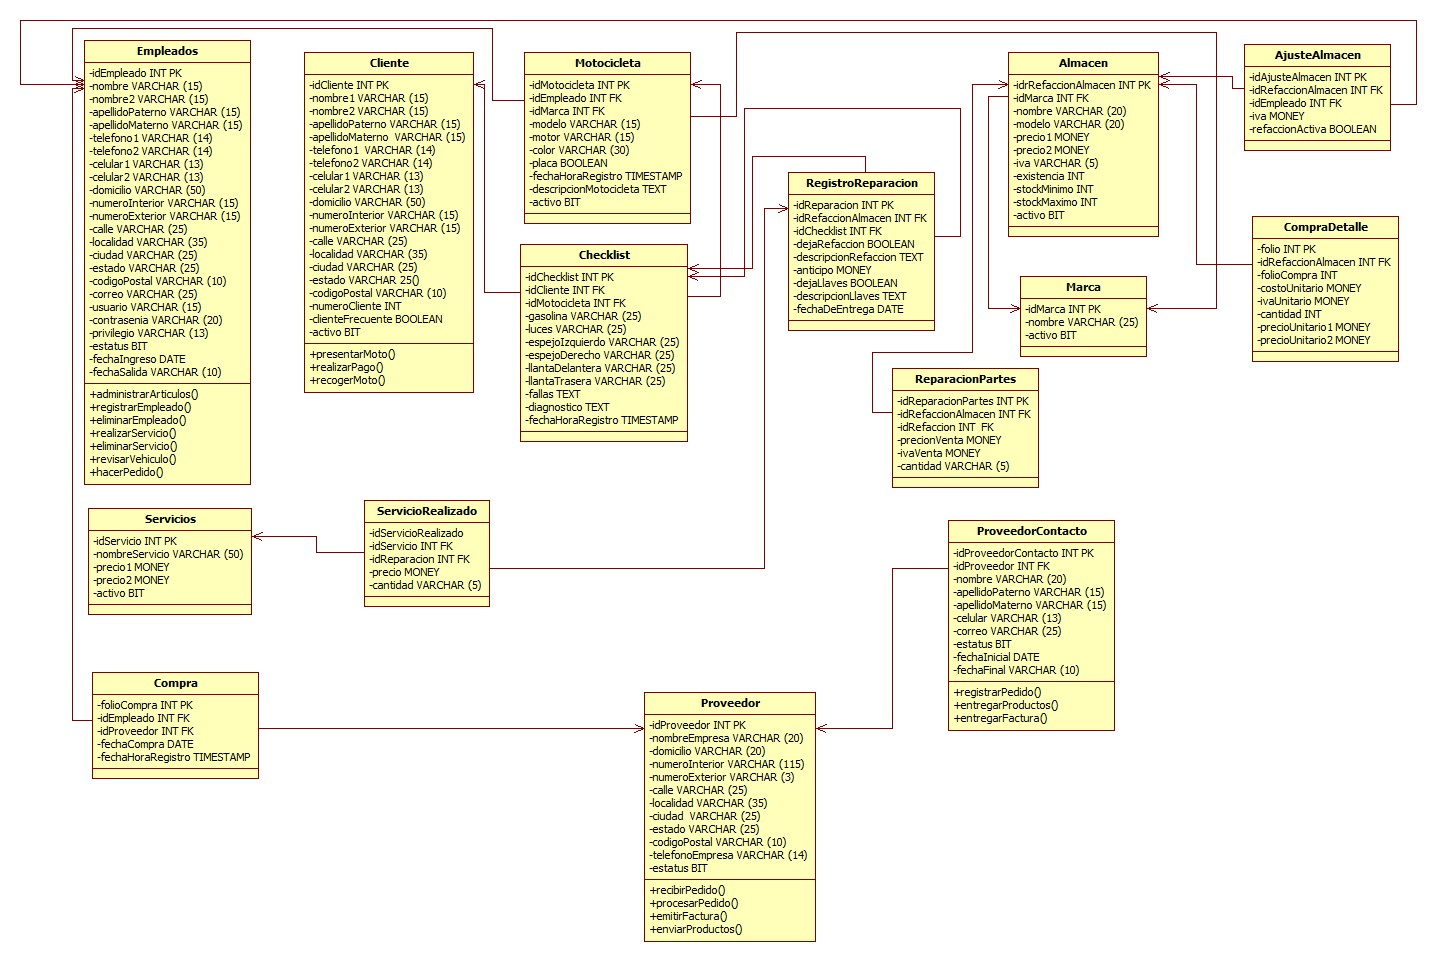 Empleados
-idEmpleado INT PK
-nombre VARCHAR (15)
-nombre2 VARCHAR (15)
-apellidoPaterno VARCHAR (15)
-apellidoMaterno VARCHAR (15)
-telefono1 VARCHAR (14)
-telefono2 VARCHAR (14)
-celular1 VARCHAR (13)
-celular2 VARCHAR (13)
-domicilio VARCHAR (50)
-numeroInterior VARCHAR (15)
-numeroExterior VARCHAR (15)
-calle VARCHAR (25)
-localidad VARCHAR (35)
-ciudad VARCHAR (25)
-estado VARCHAR (25)
-codigoPostal VARCHAR (10)
-correo VARCHAR (25)
-usuario VARCHAR (15)
-contrasenia VARCHAR (20)
-privilegio VARCHAR (13)
-estatus BIT
-fechaIngreso DATE
-fechaSalida VARCHAR (10)
+administrarArticulos()
+registrarEmpleado()
+eliminarEmpleado()
+realizarServicio()
+eliminarServicio()
+revisarVehiculo()
+hacerPedido()
Cliente
-idCliente INT PK
-nombre1 VARCHAR (15)
-nombre2 VARCHAR (15)
-apellidoPaterno VARCHAR (15)
-apellidoMaterno  VARCHAR (15)
-telefono1  VARCHAR (14)
-telefono2 VARCHAR (14)
-celular1 VARCHAR (13)
-celular2 VARCHAR (13)
-domicilio VARCHAR (50)
-numeroInterior VARCHAR (15)
-numeroExterior VARCHAR (15)
-calle VARCHAR (25)
-localidad VARCHAR (35)
-ciudad VARCHAR (25)
-estado VARCHAR 25()
-codigoPostal VARCHAR (10)
-numeroCliente INT
-clienteFrecuente BOOLEAN
-activo BIT
+presentarMoto()
+realizarPago()
+recogerMoto()
Motocicleta
-idMotocicleta INT PK
-idEmpleado INT FK
-idMarca INT FK
-modelo VARCHAR (15)
-motor VARCHAR (15)
-color VARCHAR (30)
-placa BOOLEAN
-fechaHoraRegistro TIMESTAMP
-descripcionMotocicleta TEXT
-activo BIT
Checklist
-idChecklist INT PK
-idCliente INT FK
-idMotocicleta INT FK
-gasolina VARCHAR (25)
-luces VARCHAR (25)
-espejoIzquierdo VARCHAR (25)
-espejoDerecho VARCHAR (25)
-llantaDelantera VARCHAR (25)
-llantaTrasera VARCHAR (25)
-fallas TEXT
-diagnostico TEXT
-fechaHoraRegistro TIMESTAMP
RegistroReparacion
-idReparacion INT PK
-idRefaccionAlmacen INT FK
-idChecklist INT FK
-dejaRefaccion BOOLEAN
-descripcionRefaccion TEXT
-anticipo MONEY
-dejaLlaves BOOLEAN
-descripcionLlaves TEXT
-fechaDeEntrega DATE
Almacen
-idrRefaccionAlmacen INT PK
-idMarca INT FK
-nombre VARCHAR (20)
-modelo VARCHAR (20)
-precio1 MONEY
-precio2 MONEY
-iva VARCHAR (5)
-existencia INT
-stockMinimo INT
-stockMaximo INT
-activo BIT
AjusteAlmacen
-idAjusteAlmacen INT PK
-idRefaccionAlmacen INT FK
-idEmpleado INT FK
-iva MONEY
-refaccionActiva BOOLEAN
CompraDetalle
-folio INT PK
-idRefaccionAlmacen INT FK
-folioCompra INT
-costoUnitario MONEY
-ivaUnitario MONEY
-cantidad INT
-precioUnitario1 MONEY
-precioUnitario2 MONEY
Marca
-idMarca INT PK
-nombre VARCHAR (25)
-activo BIT
ReparacionPartes
-idReparacionPartes INT PK
-idRefaccionAlmacen INT FK
-idRefaccion INT  FK
-precionVenta MONEY
-ivaVenta MONEY
-cantidad VARCHAR (5)
Servicios
-idServicio INT PK
-nombreServicio VARCHAR (50)
-precio1 MONEY
-precio2 MONEY
-activo BIT
ServicioRealizado
-idServicioRealizado
-idServicio INT FK
-idReparacion INT FK
-precio MONEY
-cantidad VARCHAR (5)
ProveedorContacto
-idProveedorContacto INT PK
-idProveedor INT FK
-nombre VARCHAR (20)
-apellidoPaterno VARCHAR (15)
-apellidoMaterno VARCHAR (15)
-celular VARCHAR (13)
-correo VARCHAR (25)
-estatus BIT
-fechaInicial DATE
-fechaFinal VARCHAR (10)
+registrarPedido()
+entregarProductos()
+entregarFactura()
Compra
-folioCompra INT PK
-idEmpleado INT FK
-idProveedor INT FK
-fechaCompra DATE
-fechaHoraRegistro TIMESTAMP
Proveedor
-idProveedor INT PK
-nombreEmpresa VARCHAR (20)
-domicilio VARCHAR (20)
-numeroInterior VARCHAR (115)
-numeroExterior VARCHAR (3)
-calle VARCHAR (25)
-localidad VARCHAR (35)
-ciudad  VARCHAR (25)
-estado VARCHAR (25)
-codigoPostal VARCHAR (10)
-telefonoEmpresa VARCHAR (14)
-estatus BIT
+recibirPedido()
+procesarPedido()
+emitirFactura()
+enviarProductos()